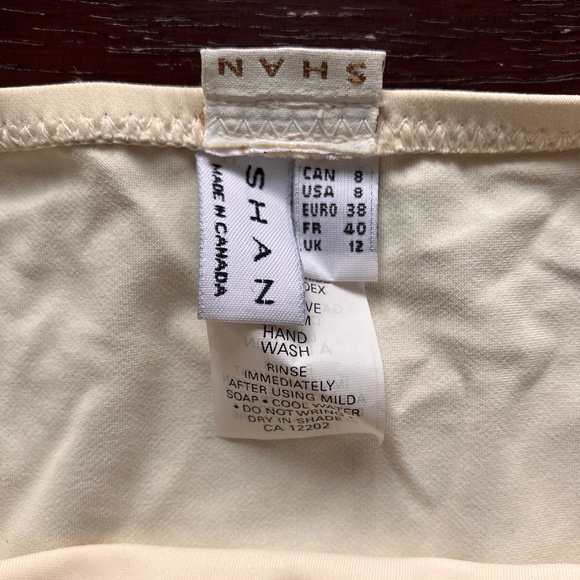 SHAN
SHAN
MADE IN CANADA
CAN 8
USA 8
EURO 38
FR 40
UK 12
HAND
WASH
RINSE
IMMEDIATELY
AFTER USING MILD
SOAP • COOL WATER
• DO NOT WRING •
DRY IN SHADE
CA 12202